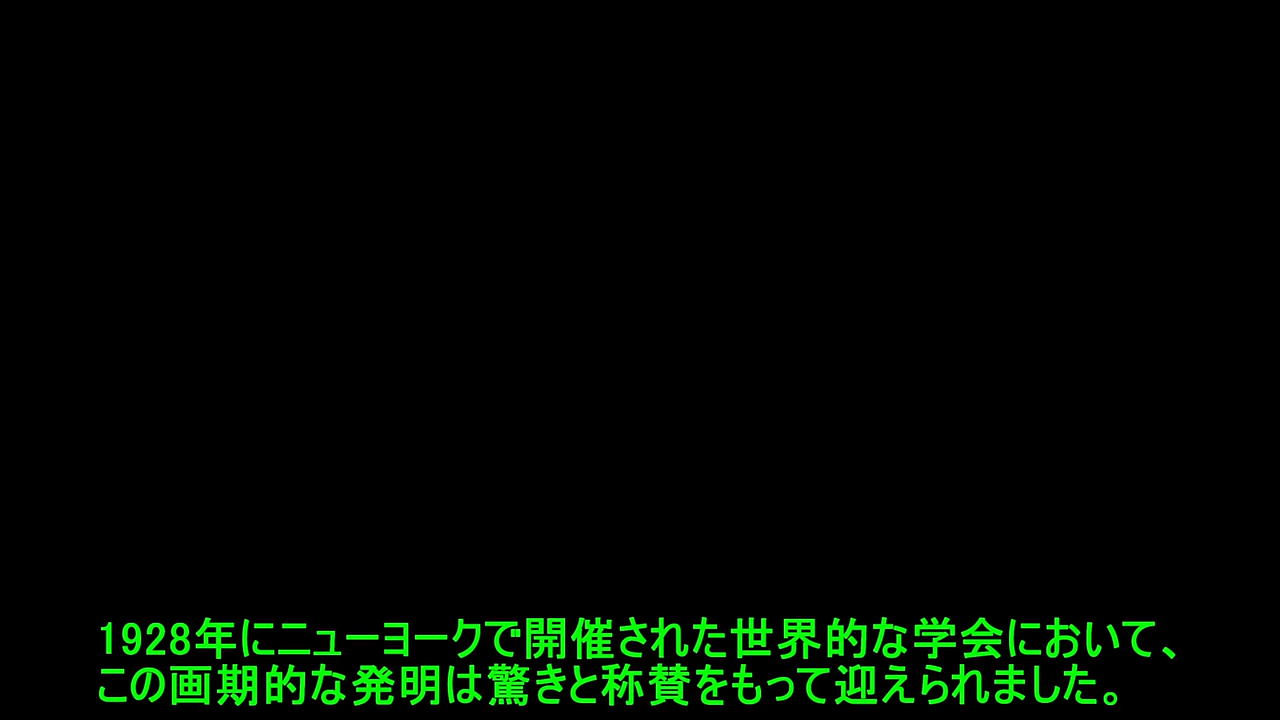 1928年にニューヨークで開催された世界的な学会において、
この画期的な発明は驚きと称賛をもって迎えられました。